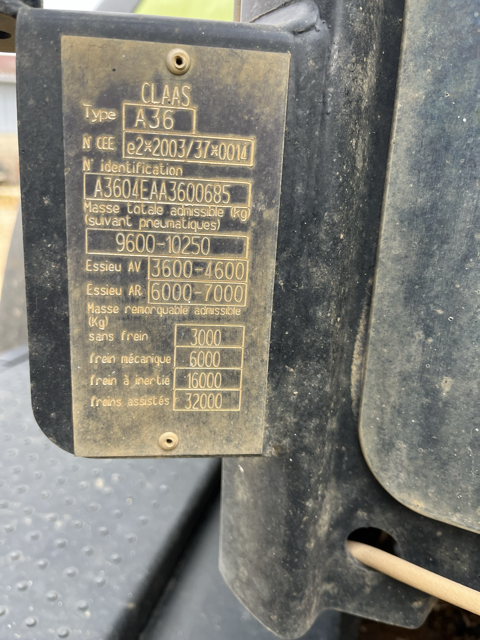 CLAAS
Type A36
N° CEE e2*2003/37*0014
N° identification
A3604EAA3600685
Masse totale admissible (kg)
(suivant pneumatiques)
9600-10250
Essieu AV 3600-4600
Essieu AR 6000-7000
Masse remorquable admissible
(Kg)
sans frein 3000
frein mécanique 6000
frein à inertie 16000
freins assistés 32000